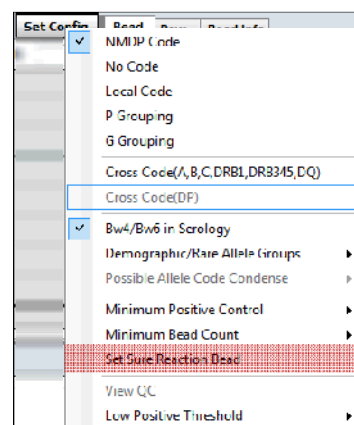 Set Config Bead Bead Info
NMDP Code
No Code
Local Code
P Grouping
G Grouping
Cross Code(A,B,C,DRB1,DRB345,DQ)
Cross Code(DP)
Bw4/Bw6 in Serology
Demographic/Rare Allele Groups
Possible Allele Code Condense
Minimum Positive Control
Minimum Bead Count
Set Sure Reaction Bead
View QC
Low Positive Threshold